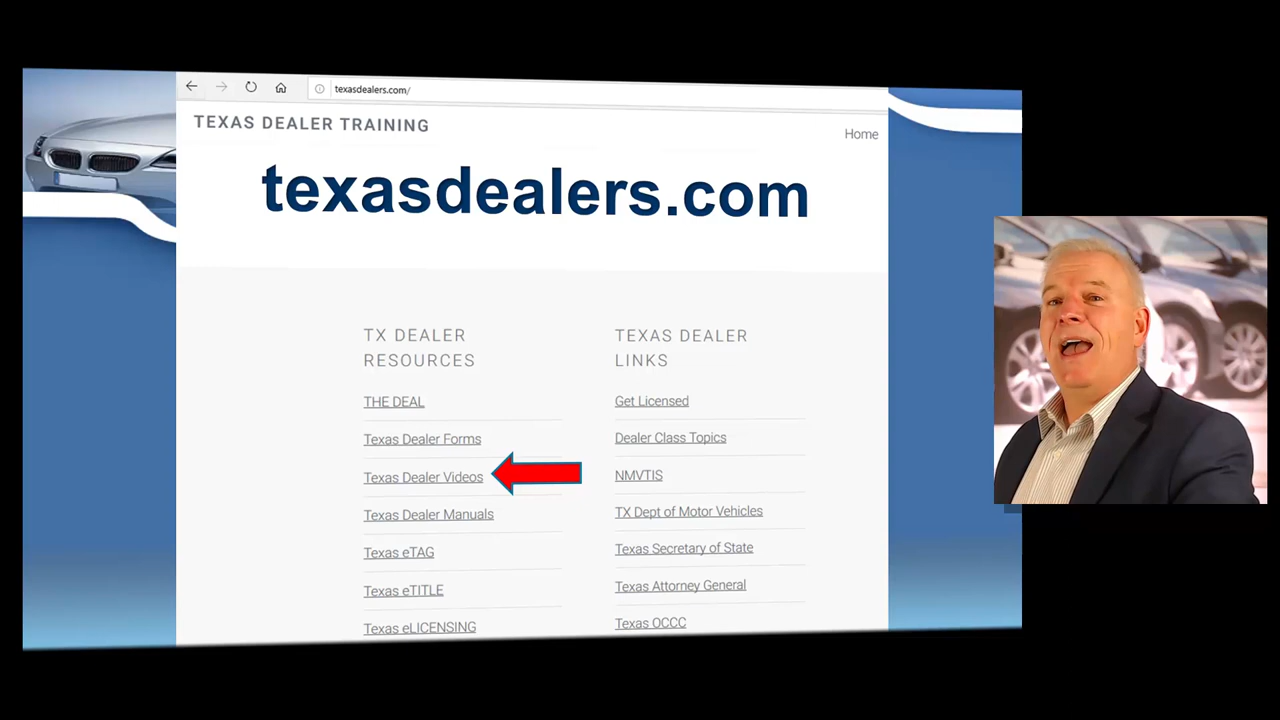 texasdealers.com/
TEXAS DEALER TRAINING
Home
texasdealers.com
TX DEALER
RESOURCES
THE DEAL
Texas Dealer Forms
Texas Dealer Videos
Texas Dealer Manuals
Texas eTAG
Texas eTITLE
Texas eLICENSING
TEXAS DEALER
LINKS
Get Licensed
Dealer Class Topics
NMVTIS
TX Dept of Motor Vehicles
Texas Secretary of State
Texas Attorney General
Texas OCCC